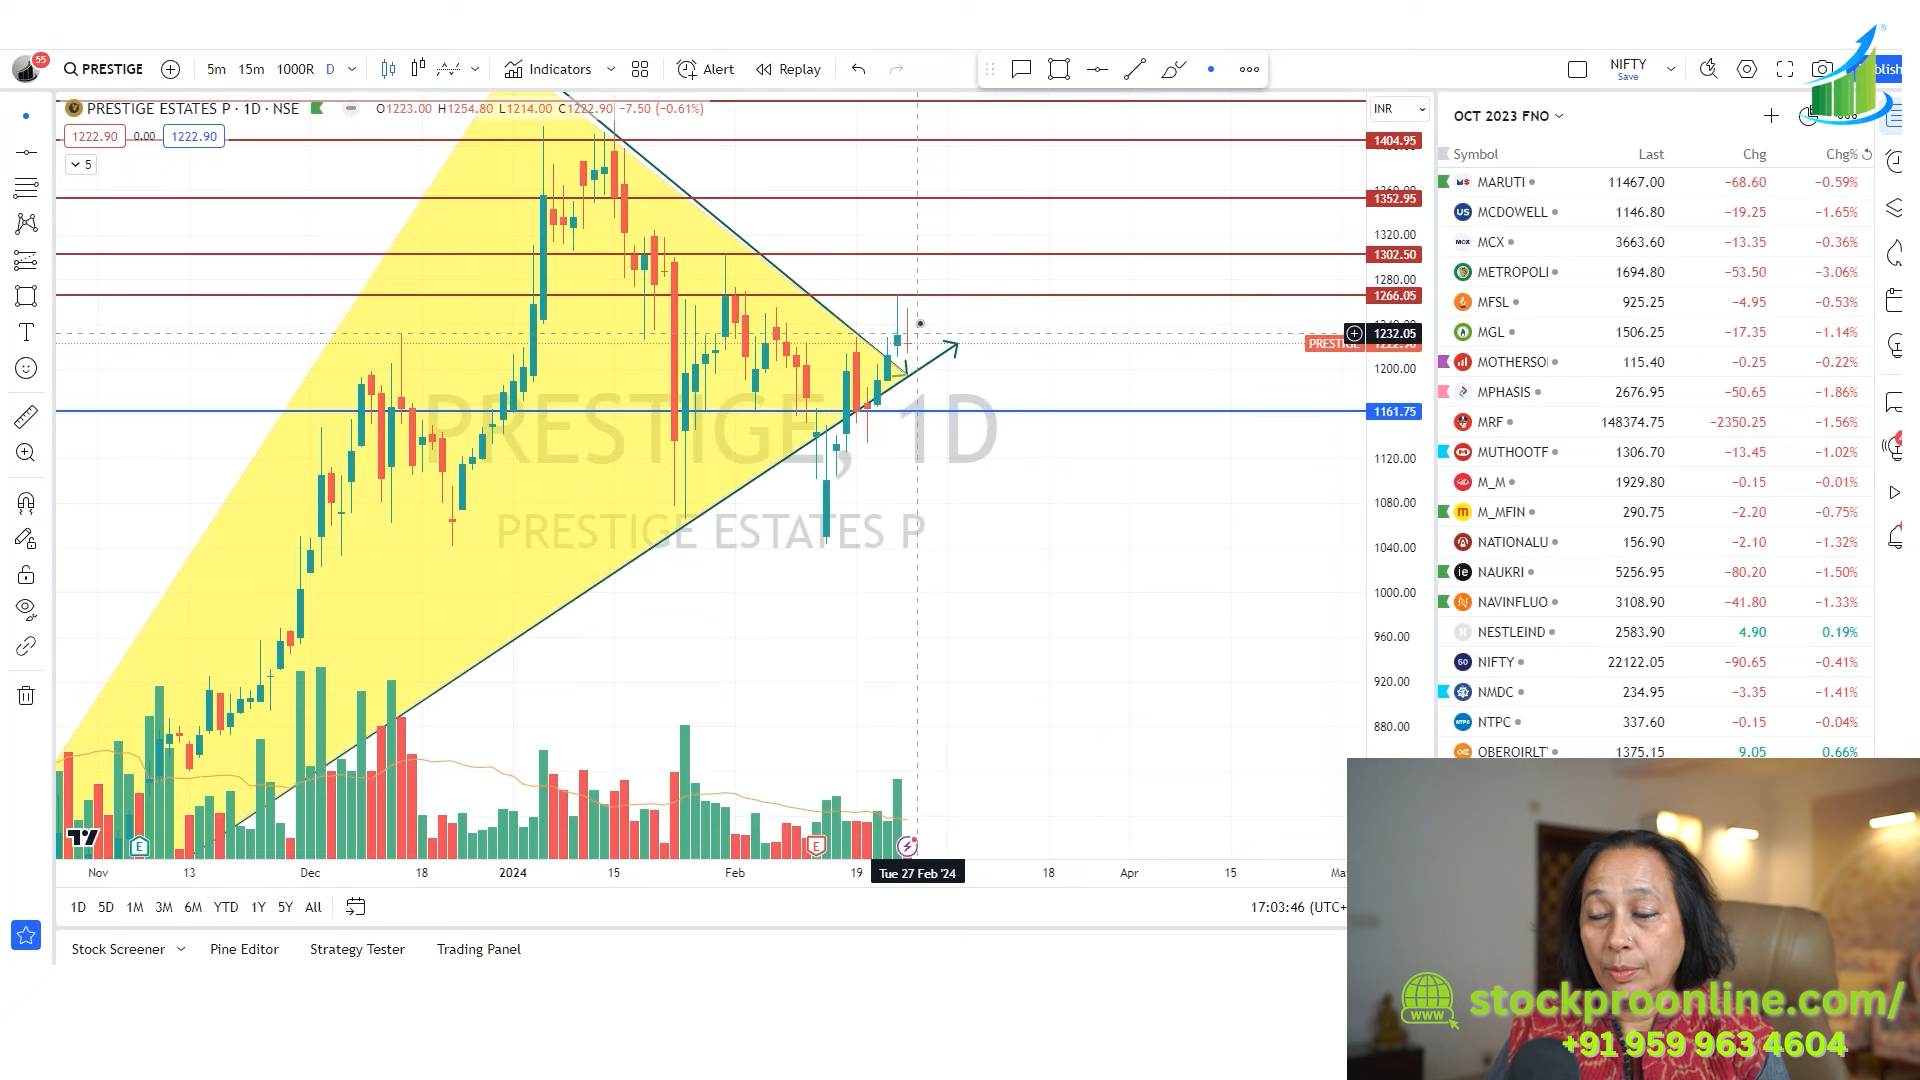 55
PRESTIGE
5m 15m 1000R D
Indicators
Alert
Replay
NIFTY
Save
PRESTIGE ESTATES P · 1D · NSE O1223.00 H1254.80 L1214.00 C1222.90 −7.50 (−0.61%)
1222.90 0.00 1222.90
5
INR
1404.95
1352.95
1320.00
1302.50
1280.00
1266.05
1232.05
PRESTIGE
1200.00
1161.75
1120.00
1080.00
1040.00
1000.00
960.00
920.00
880.00
PRESTIGE, 1D
PRESTIGE ESTATES P
E
E
Nov 13 Dec 18 2024 15 Feb 19 Tue 27 Feb '24 18 Apr 15
1D 5D 1M 3M 6M YTD 1Y 5Y All
17:03:46 (UTC+
Stock Screener Pine Editor Strategy Tester Trading Panel
OCT 2023 FNO
Symbol Last Chg Chg%
MARUTI 11467.00 −68.60 −0.59%
MCDOWELL 1146.80 −19.25 −1.65%
MCX 3663.60 −13.35 −0.36%
METROPOLI 1694.80 −53.50 −3.06%
MFSL 925.25 −4.95 −0.53%
MGL 1506.25 −17.35 −1.14%
MOTHERSOI 115.40 −0.25 −0.22%
MPHASIS 2676.95 −50.65 −1.86%
MRF 148374.75 −2350.25 −1.56%
MUTHOOTF 1306.70 −13.45 −1.02%
M_M 1929.80 −0.15 −0.01%
M_MFIN 290.75 −2.20 −0.75%
NATIONALU 156.90 −2.10 −1.32%
NAUKRI 5256.95 −80.20 −1.50%
NAVINFLUO 3108.90 −41.80 −1.33%
NESTLEIND 2583.90 4.90 0.19%
NIFTY 22122.05 −90.65 −0.41%
NMDC 234.95 −3.35 −1.41%
NTPC 337.60 −0.15 −0.04%
OBEROIRLT 1375.15 9.05 0.66%
www stockproonline.com/
+91 959 963 4604